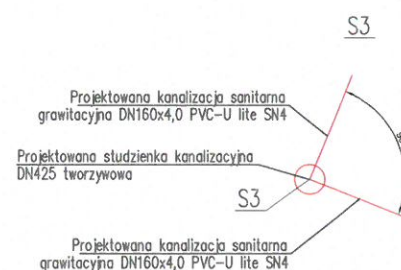 S3
Projektowana kanalizacja sanitarna
grawitacyjna DN160x4,0 PVC-U lite SN4
Projektowana studzienka kanalizacyjna
DN425 tworzywowa
S3
Projektowana kanalizacja sanitarna
grawitacyjna DN160x4,0 PVC-U lite SN4